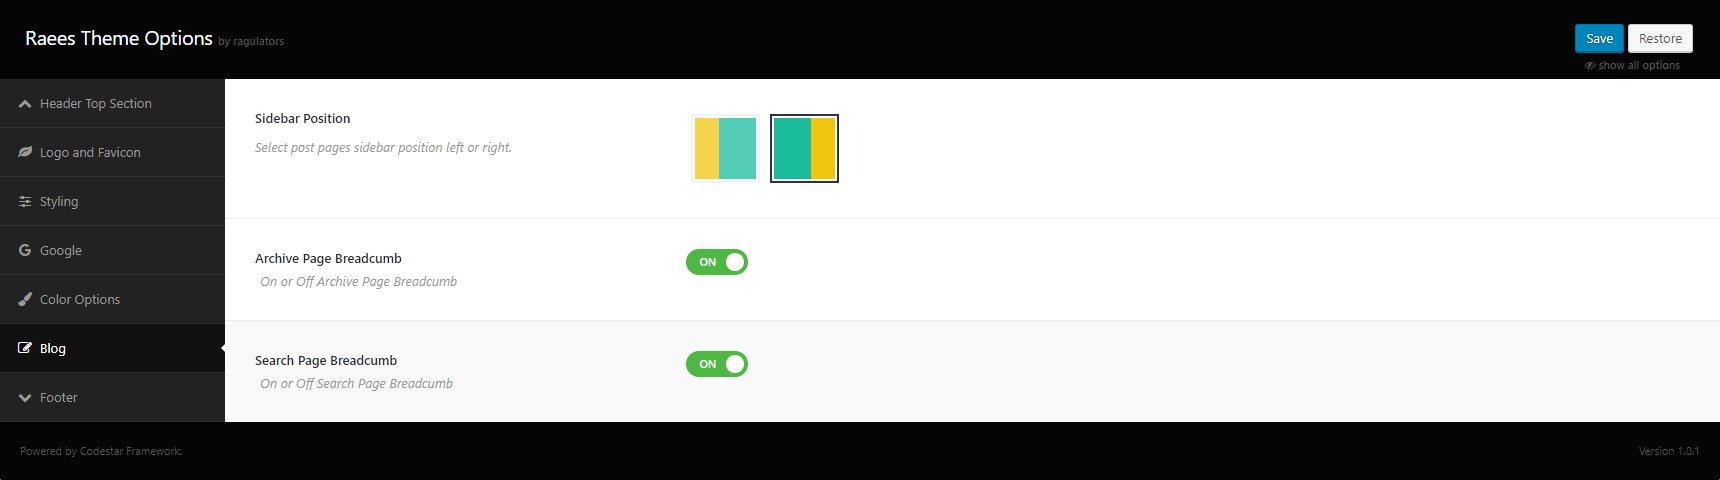 Raees Theme Options by ragulators
Save Restore
show all options
Header Top Section
Logo and Favicon
Styling
Google
Color Options
Blog
Footer
Sidebar Position
Select post pages sidebar position left or right.
Archive Page Breadcumb
On or Off Archive Page Breadcumb
ON
Search Page Breadcumb
On or Off Search Page Breadcumb
ON
Powered by Codestar Framework.
Version 1.0.1